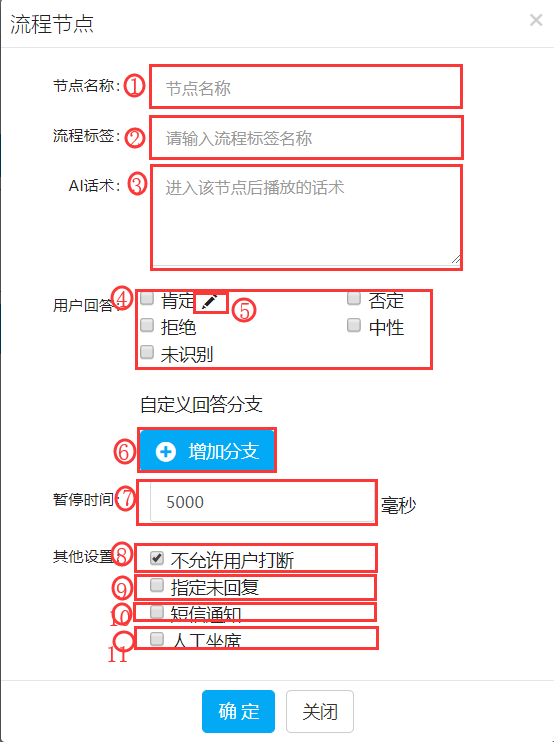 流程节点 ×
节点名称: ① 节点名称
流程标签: ② 请输入流程标签名称
AI话术: ③ 进入该节点后播放的话术
用户回答: ④ 肯定 ⑤ 否定
拒绝 中性
未识别
自定义回答分支
⑥ 增加分支
暂停时间: ⑦ 5000 毫秒
其他设置: ⑧ 不允许用户打断
⑨ 指定未回复
10 短信通知
11 人工坐席
确 定 关闭